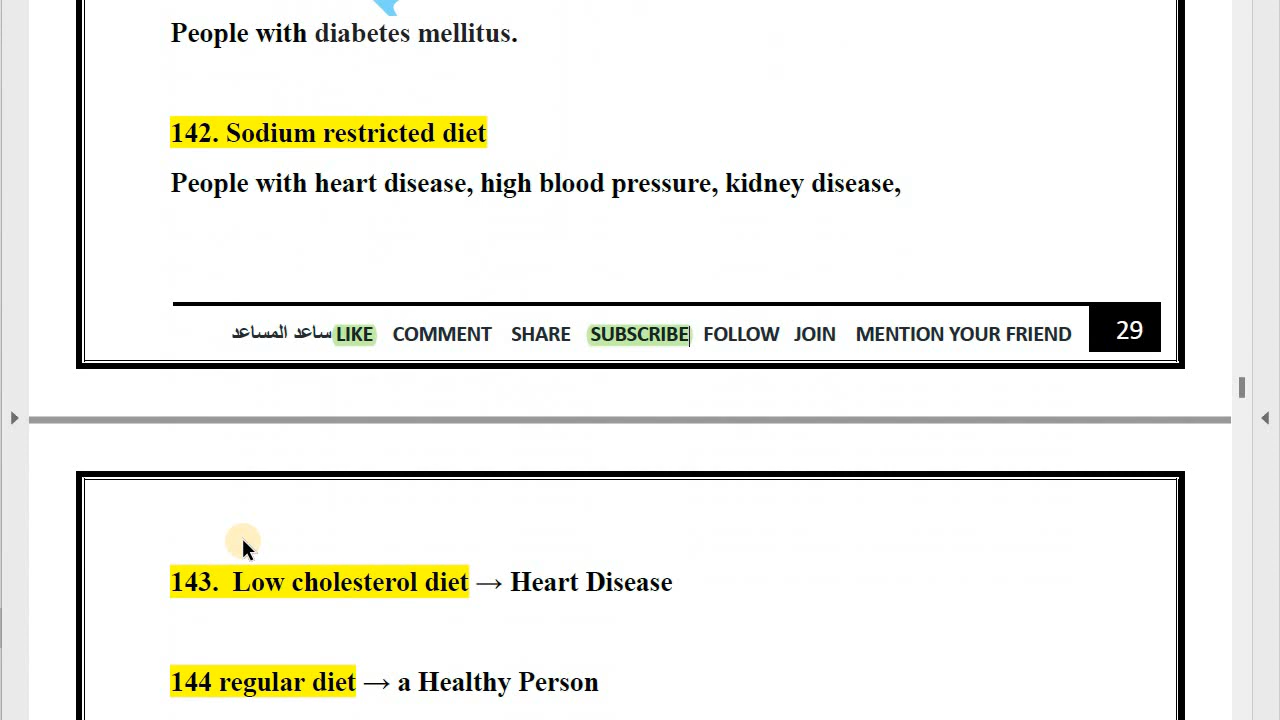 People with diabetes mellitus.
142. Sodium restricted diet
People with heart disease, high blood pressure, kidney disease,
ساعد المساعد LIKE COMMENT SHARE SUBSCRIBE FOLLOW JOIN MENTION YOUR FRIEND 29
143. Low cholesterol diet → Heart Disease
144 regular diet → a Healthy Person